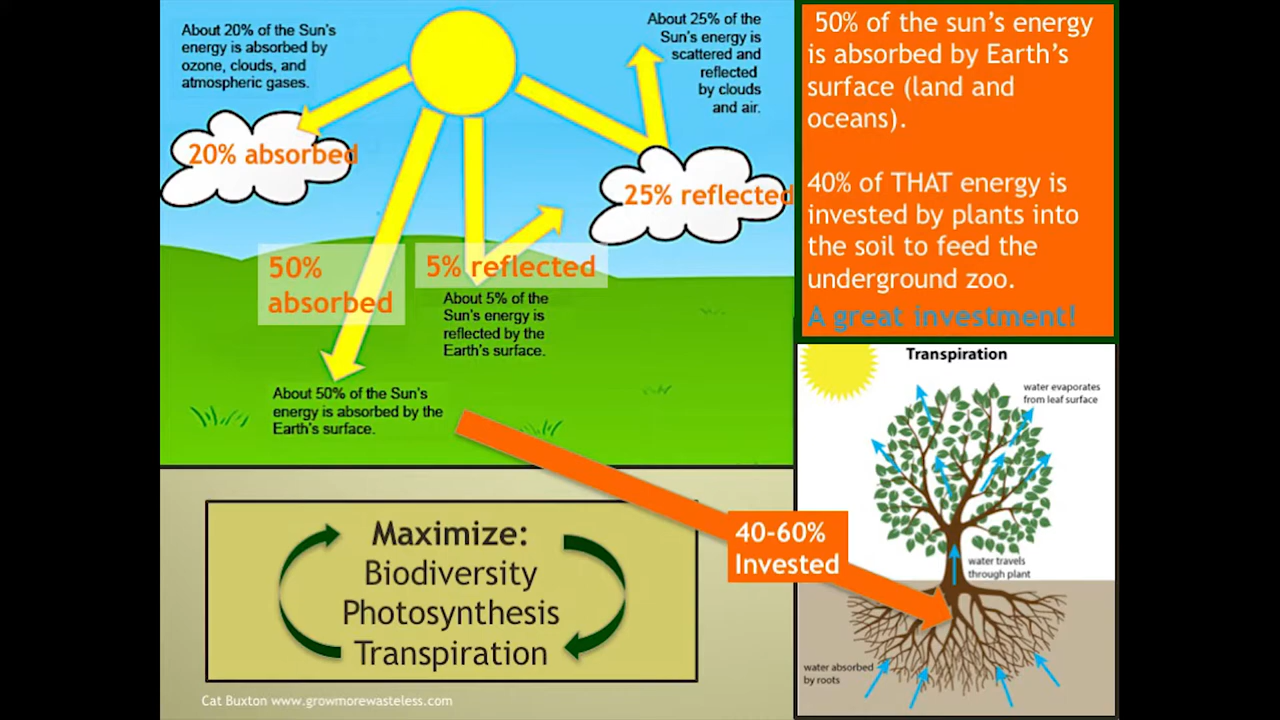 About 20% of the Sun's
energy is absorbed by
ozone, clouds, and
atmospheric gases.
20% absorbed
About 25% of the
Sun's energy is
scattered and
reflected
by clouds
and air.
25% reflected
50%
absorbed
5% reflected
About 5% of the
Sun's energy is
reflected by the
Earth's surface.
About 50% of the Sun's
energy is absorbed by the
Earth's surface.
50% of the sun's energy
is absorbed by Earth's
surface (land and
oceans).
40% of THAT energy is
invested by plants into
the soil to feed the
underground zoo.
A great investment!
40-60%
Invested
Transpiration
water evaporates
from leaf surface
water travels
through plant
water absorbed
by roots
Maximize:
Biodiversity
Photosynthesis
Transpiration
Cat Buxton www.growmorewasteless.com